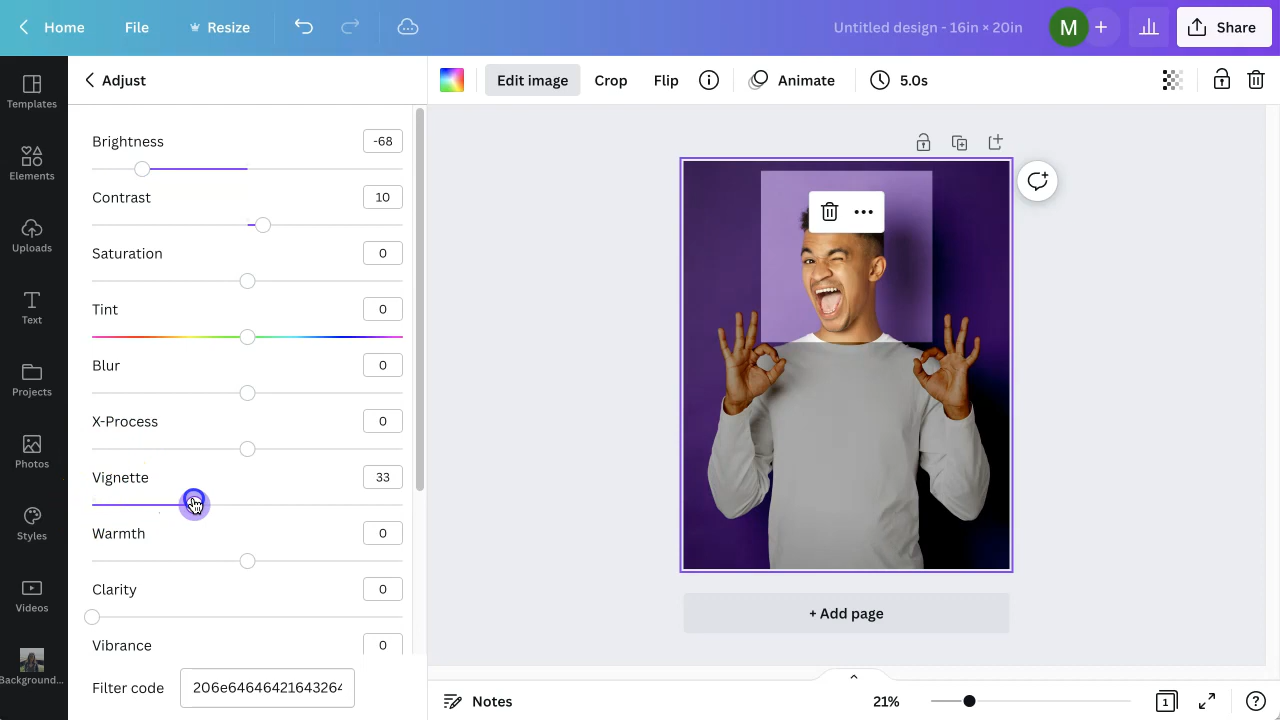 Home File Resize Untitled design - 16in × 20in M + Share
Templates
Elements
Uploads
Text
Projects
Photos
Styles
Videos
Background...
Adjust
Brightness -68
Contrast 10
Saturation 0
Tint 0
Blur 0
X-Process 0
Vignette 33
Warmth 0
Clarity 0
Vibrance 0
Filter code 206e64646421643264
Edit image Crop Flip Animate 5.0s
+ Add page
Notes 21% 1